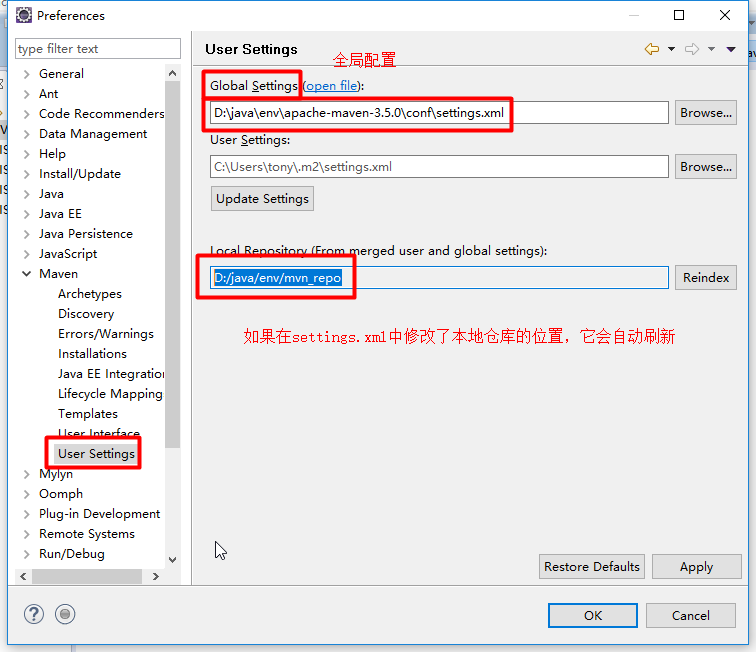 Preferences
type filter text
General
Ant
Code Recommenders
Data Management
Help
Install/Update
Java
Java EE
Java Persistence
JavaScript
Maven
Archetypes
Discovery
Errors/Warnings
Installations
Java EE Integration
Lifecycle Mapping
Templates
User Interface
User Settings
Mylyn
Oomph
Plug-in Development
Remote Systems
Run/Debug
User Settings
全局配置
Global Settings (open file):
D:\java\env\apache-maven-3.5.0\conf\settings.xml
Browse...
User Settings:
C:\Users\tony\.m2\settings.xml
Browse...
Update Settings
Local Repository (From merged user and global settings):
D:/java/env/mvn_repo
Reindex
如果在settings.xml中修改了本地仓库的位置，它会自动刷新
Restore Defaults
Apply
OK
Cancel